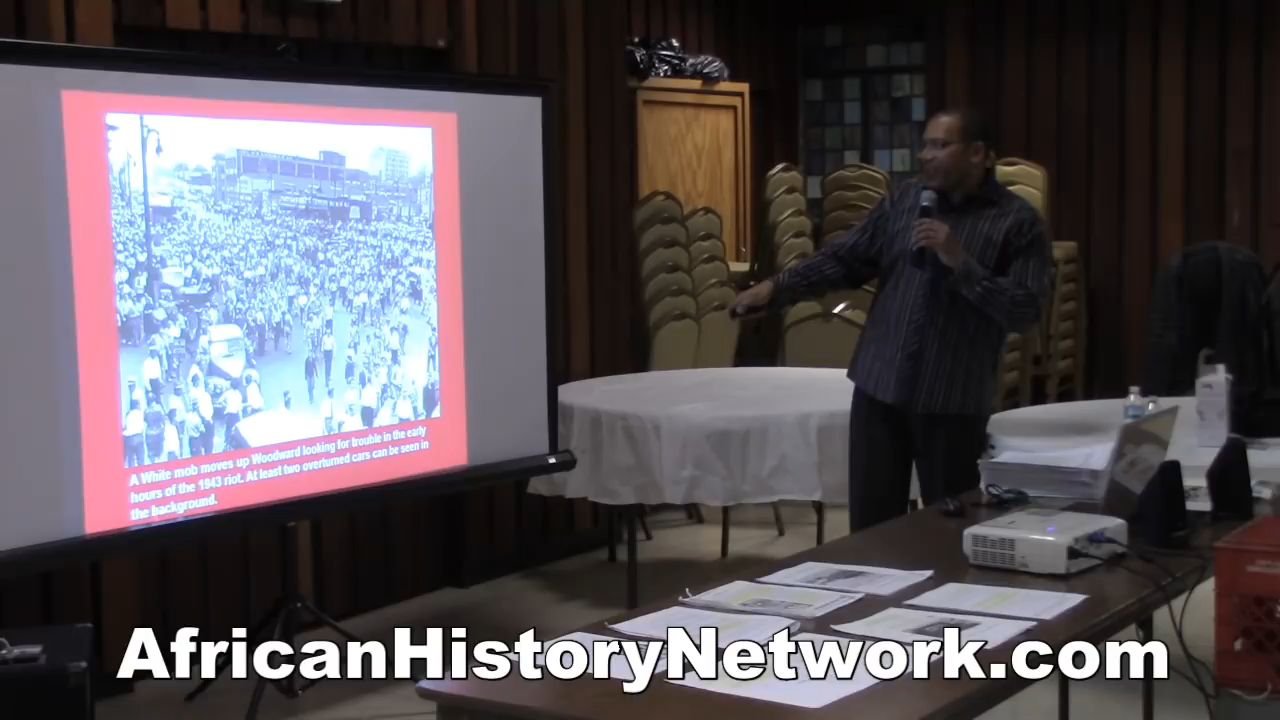 A White mob moves up Woodward looking for trouble in the early
hours of the 1943 riot. At least two overturned cars can be seen in
the background.
AfricanHistoryNetwork.com